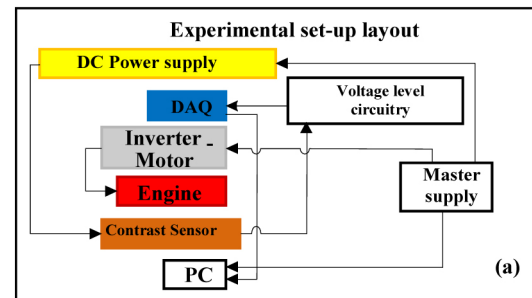 Experimental set-up layout
DC Power supply
DAQ
Voltage level
circuitry
Inverter -
Motor
Master
supply
Engine
Contrast Sensor
PC
(a)